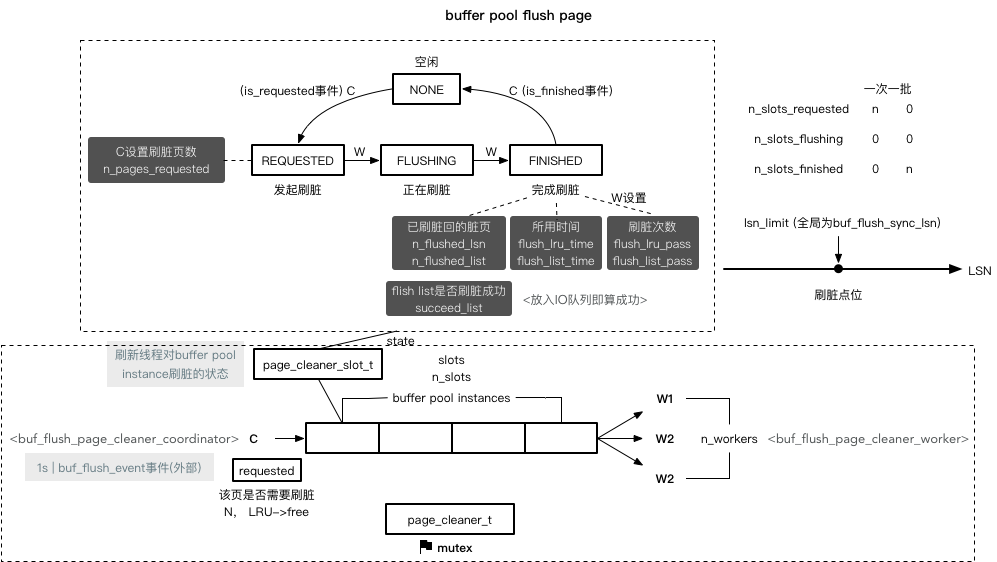 buffer pool flush page
空闲
NONE
(is_requested事件) C
C (is_finished事件)
C设置刷脏页数
n_pages_requested
REQUESTED
W
FLUSHING
W
FINISHED
发起刷脏
正在刷脏
完成刷脏
W设置
已刷脏回的脏页
n_flushed_lsn
n_flushed_list
所用时间
flush_lru_time
flush_list_time
刷脏次数
flush_lru_pass
flush_list_pass
flish list是否刷脏成功
succeed_list
<放入IO队列即算成功>
一次一批
n_slots_requested n 0
n_slots_flushing 0 0
n_slots_finished 0 n
lsn_limit (全局为buf_flush_sync_lsn)
LSN
刷脏点位
state
刷新线程对buffer pool
instance刷脏的状态
page_cleaner_slot_t
slots
n_slots
buffer pool instances
<buf_flush_page_cleaner_coordinator> C
1s | buf_flush_event事件(外部)
requested
该页是否需要刷脏
N, LRU->free
W1
W2
W2
n_workers
<buf_flush_page_cleaner_worker>
page_cleaner_t
mutex